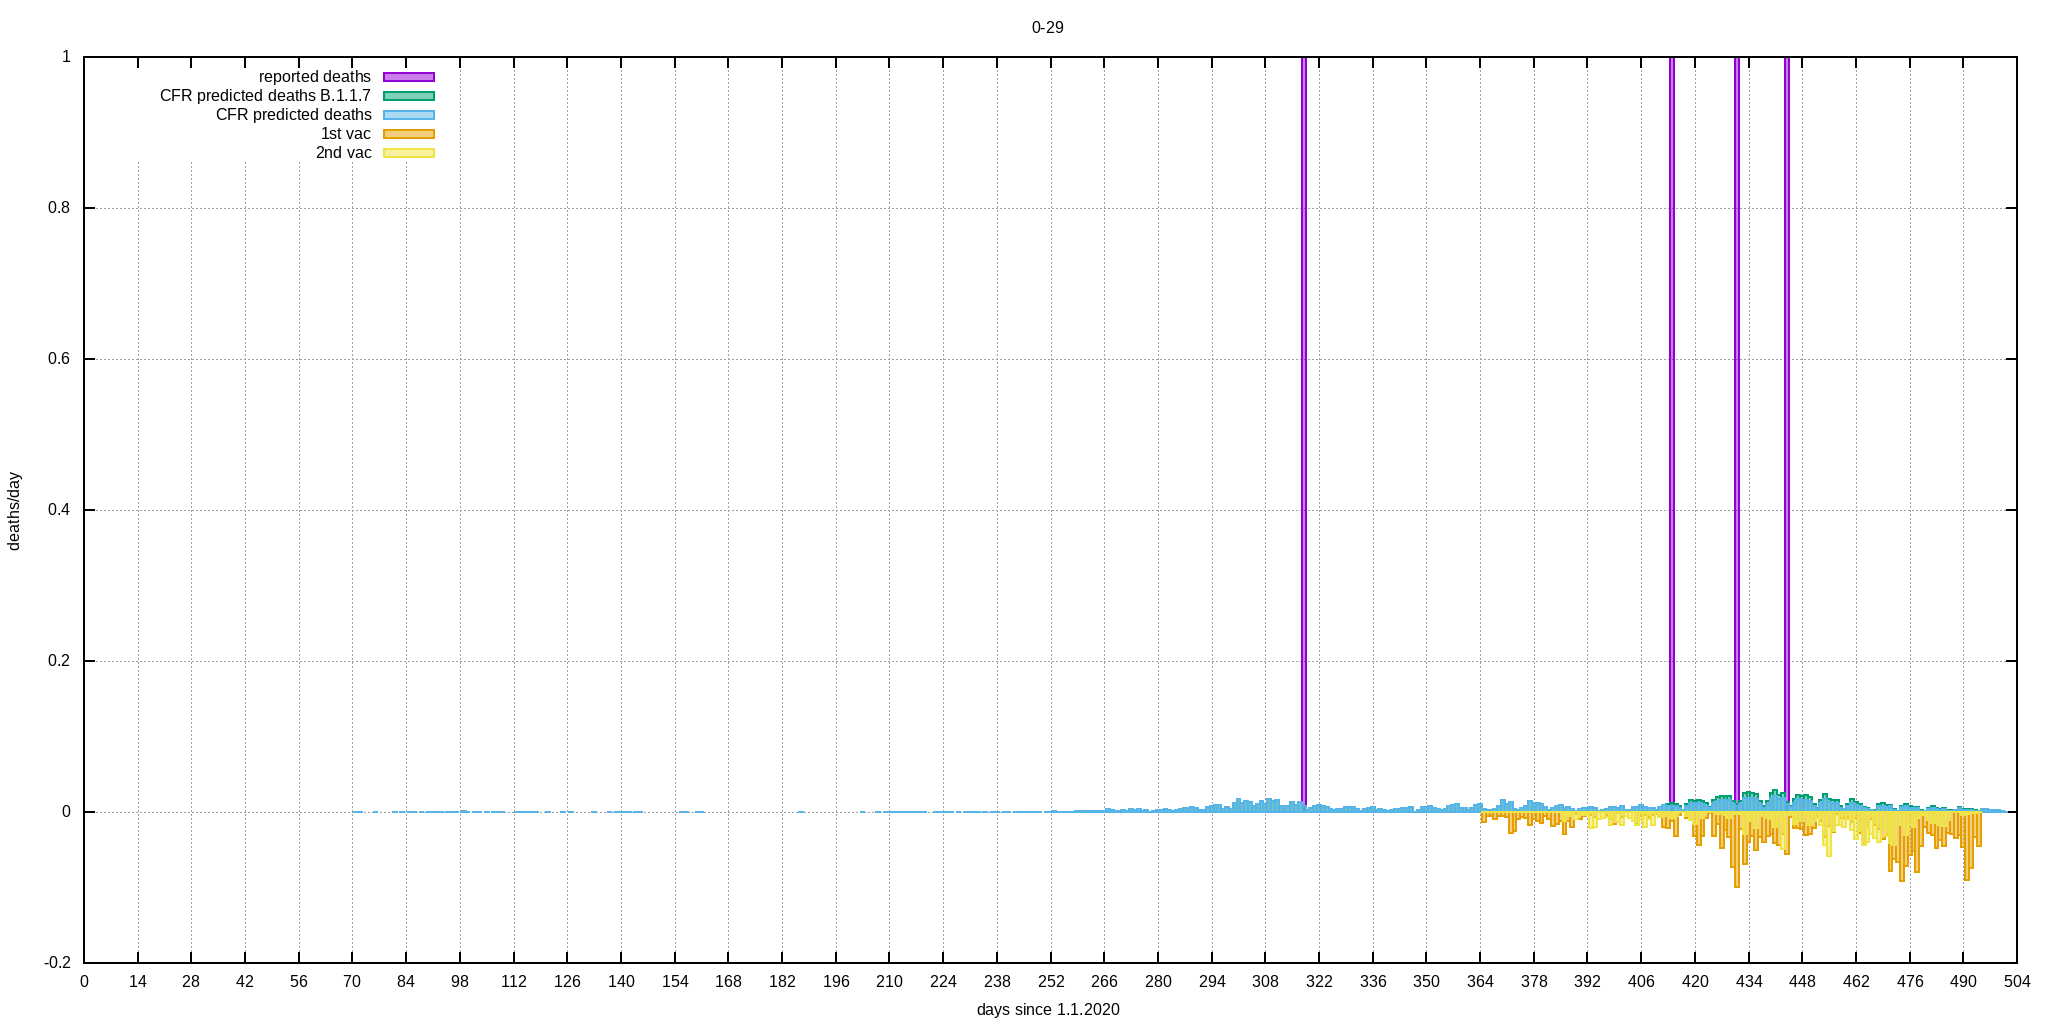 0-29
1
reported deaths
CFR predicted deaths B.1.1.7
CFR predicted deaths
1st vac
2nd vac
0.8
0.6
0.4
0.2
0
-0.2
deaths/day
0 14 28 42 56 70 84 98 112 126 140 154 168 182 196 210 224 238 252 266 280 294 308 322 336 350 364 378 392 406 420 434 448 462 476 490 504
days since 1.1.2020